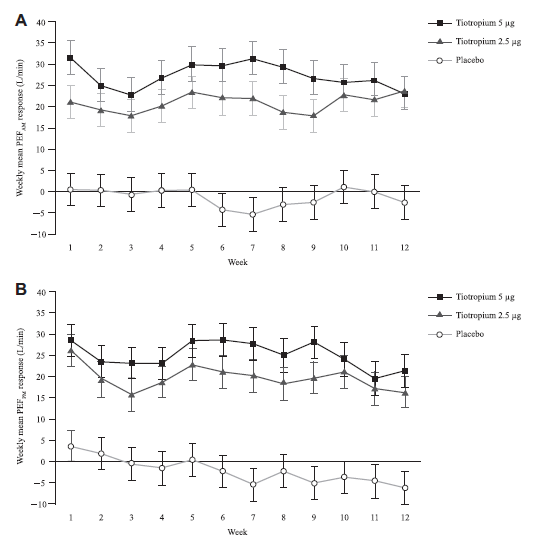 A
Weekly mean PEF_AM response (L/min)
40
35
30
25
20
15
10
5
0
−5
−10
1 2 3 4 5 6 7 8 9 10 11 12
Week
Tiotropium 5 µg
Tiotropium 2.5 µg
Placebo
B
Weekly mean PEF_PM response (L/min)
40
35
30
25
20
15
10
5
0
−5
−10
1 2 3 4 5 6 7 8 9 10 11 12
Week
Tiotropium 5 µg
Tiotropium 2.5 µg
Placebo